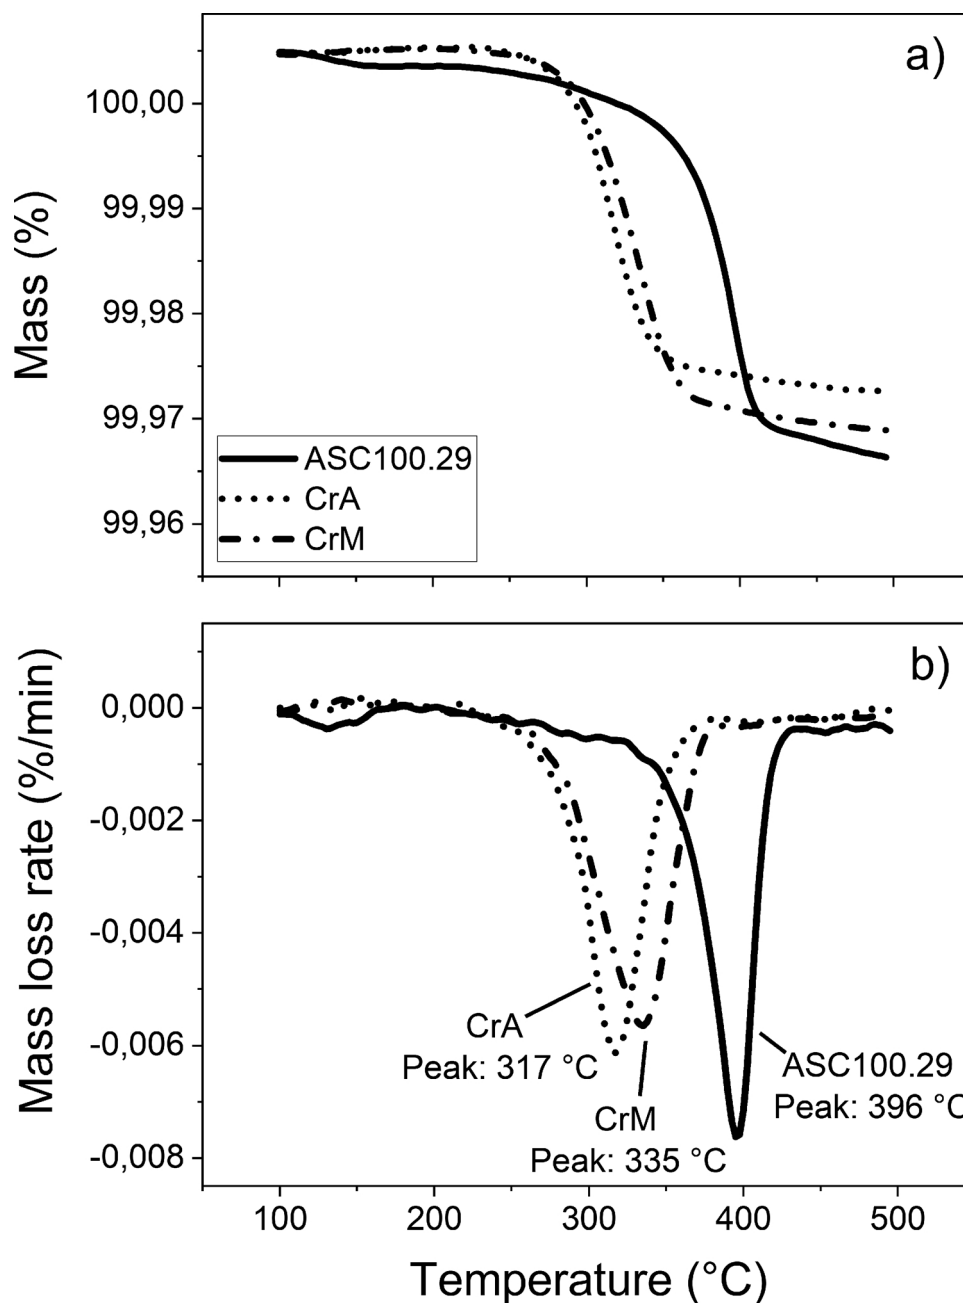 a)
Mass (%)
100,00
99,99
99,98
99,97
99,96
ASC100.29
CrA
CrM
b)
Mass loss rate (%/min)
0,000
-0,002
-0,004
-0,006
-0,008
CrA
Peak: 317 °C
CrM
Peak: 335 °C
ASC100.29
Peak: 396 °C
100
200
300
400
500
Temperature (°C)